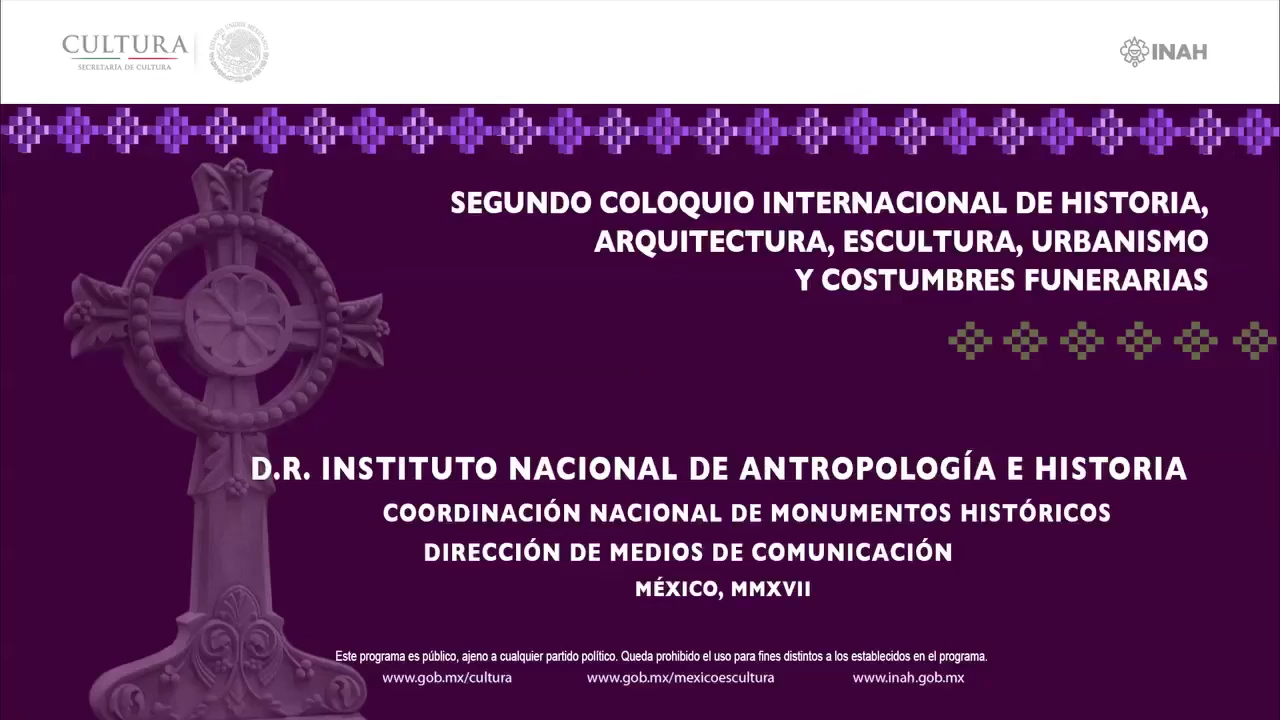 CULTURA
SECRETARÍA DE CULTURA
INAH
SEGUNDO COLOQUIO INTERNACIONAL DE HISTORIA,
ARQUITECTURA, ESCULTURA, URBANISMO
Y COSTUMBRES FUNERARIAS
D.R. INSTITUTO NACIONAL DE ANTROPOLOGÍA E HISTORIA
COORDINACIÓN NACIONAL DE MONUMENTOS HISTÓRICOS
DIRECCIÓN DE MEDIOS DE COMUNICACIÓN
MÉXICO, MMXVII
Este programa es público, ajeno a cualquier partido político. Queda prohibido el uso para fines distintos a los establecidos en el programa.
www.gob.mx/cultura www.gob.mx/mexicoescultura www.inah.gob.mx